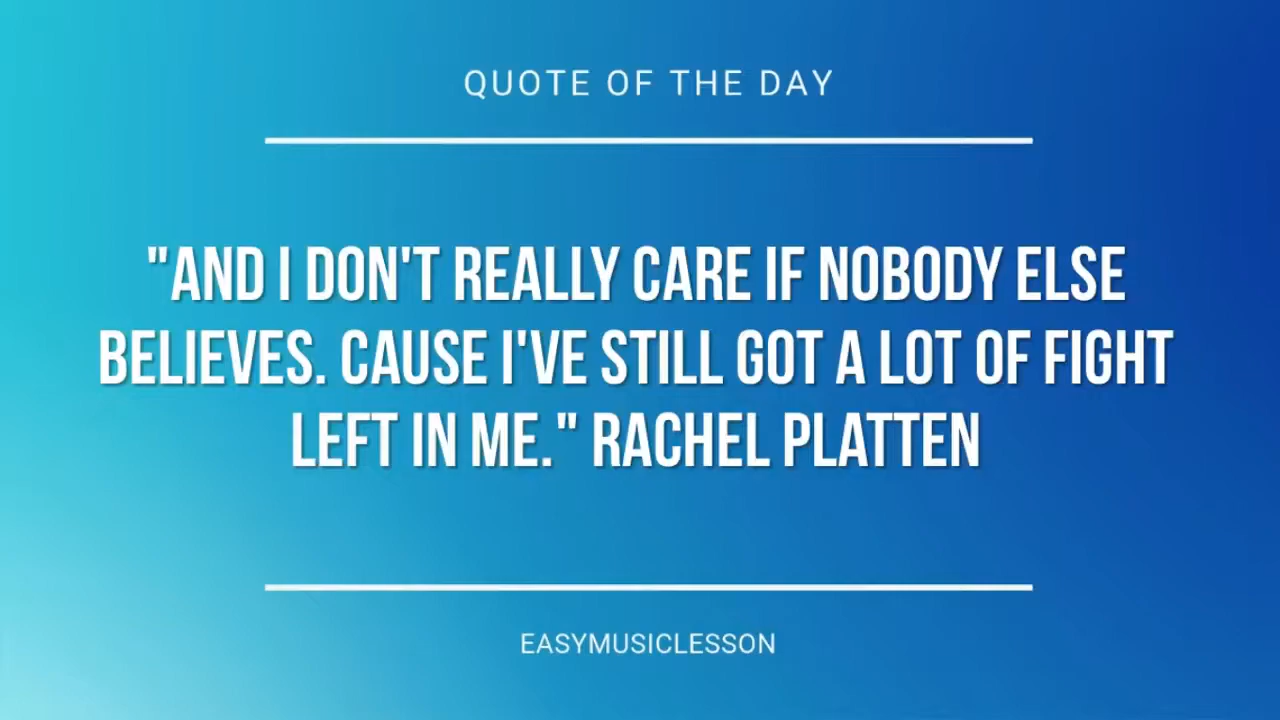 QUOTE OF THE DAY
"AND I DON'T REALLY CARE IF NOBODY ELSE
BELIEVES. CAUSE I'VE STILL GOT A LOT OF FIGHT
LEFT IN ME." RACHEL PLATTEN
EASYMUSICLESSON